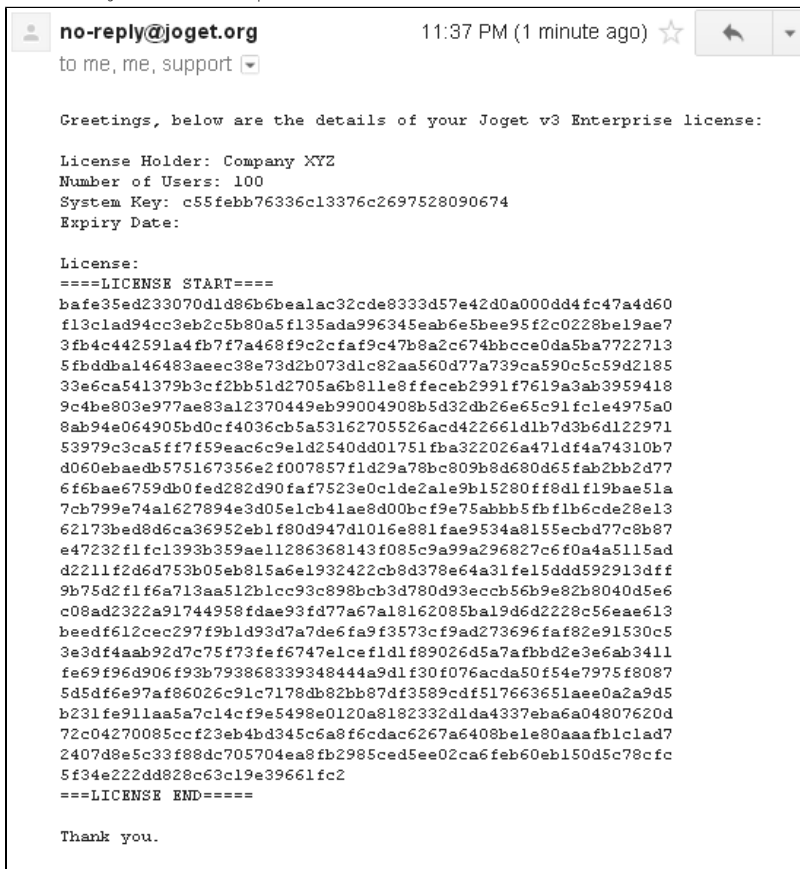 no-reply@joget.org 11:37 PM (1 minute ago)
to me, me, support
Greetings, below are the details of your Joget v3 Enterprise license:
License Holder: Company XYZ
Number of Users: 100
System Key: c55febb76336c13376c2697528090674
Expiry Date:
License:
====LICENSE START====
bafe35ed233070d1d86b6bea1ac32cde8333d57e42d0a000dd4fc47a4d60
f13c1ad94cc3eb2c5b80a5f135ada996345eab6e5bee95f2c0228be19ae7
3fb4c442591a4fb7f7a468f9c2cfaf9c47b8a2c674bbcce0da5ba7722713
5fbddba146483aeec38e73d2b073d1c82aa560d77a739ca590c5c59d2185
33e6ca541379b3cf2bb51d2705a6b811e8ffeceb2991f7619a3ab3959418
9c4be803e977ae83a12370449eb99004908b5d32db26e65c91fc1e4975a0
8ab94e064905bd0cf4036cb5a53162705526acd422661d1b7d3b6d122971
53979c3ca5ff7f59eac6c9e1d2540dd01751fba322026a471df4a74310b7
d060ebaedb575167356e2f007857f1d29a78bc809b8d680d65fab2bb2d77
6f6bae6759db0fed282d90faf7523e0c1de2a1e9b15280ff8d1f19bae51a
7cb799e74a1627894e3d05e1cb41ae8d00bcf9e75abbb5fbf1b6cde28e13
62173bed8d6ca36952eb1f80d947d1016e881fae9534a8155ecbd77c8b87
e47232f1fc1393b359ae11286368143f085c9a99a296827c6f0a4a5115ad
d2211f2d6d753b05eb815a6e1932422cb8d378e64a31fe15ddd592913dff
9b75d2f1f6a713aa512b1cc93c898bcb3d780d93eccb56b9e82b8040d5e6
c08ad2322a91744958fdae93fd77a67a18162085ba19d6d2228c56eae613
beedf612cec297f9b1d93d7a7de6fa9f3573cf9ad273696faf82e91530c5
3e3df4aab92d7c75f73fef6747e1cef1d1f89026d5a7afbbd2e3e6ab3411
fe69f96d906f93b793868339348444a9d1f30f076acda50f54e7975f8087
5d5df6e97af86026c91c7178db82bb87df3589cdf517663651aee0a2a9d5
b231fe911aa5a7c14cf9e5498e0120a8182332d1da4337eba6a04807620d
72c04270085ccf23eb4bd345c6a8f6cdac6267a6408be1e80aaafb1c1ad7
2407d8e5c33f88dc705704ea8fb2985ced5ee02ca6feb60eb150d5c78cfc
5f34e222dd828c63c19e39661fc2
===LICENSE END=====
Thank you.